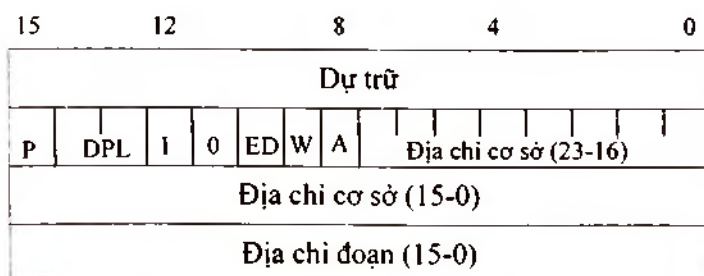 15 12 8 4 0
Dự trữ
P DPL 1 0 ED W A Địa chỉ cơ sở (23-16)
Địa chỉ cơ sở (15-0)
Địa chỉ đoạn (15-0)